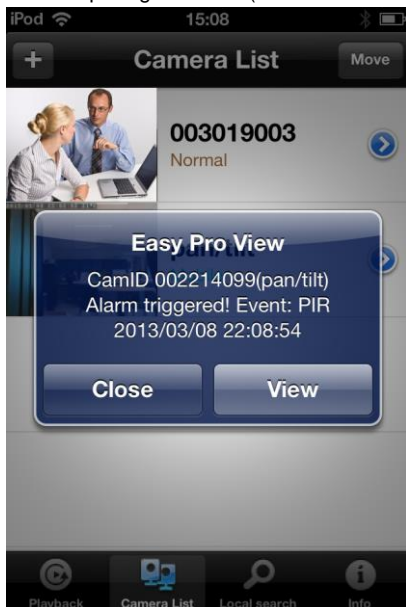 iPod 15:08
+ Camera List Move
003019003
Normal
Easy Pro View
CamID 002214099(pan/tilt)
Alarm triggered! Event: PIR
2013/03/08 22:08:54
Close View
Playback Camera List Local search Info